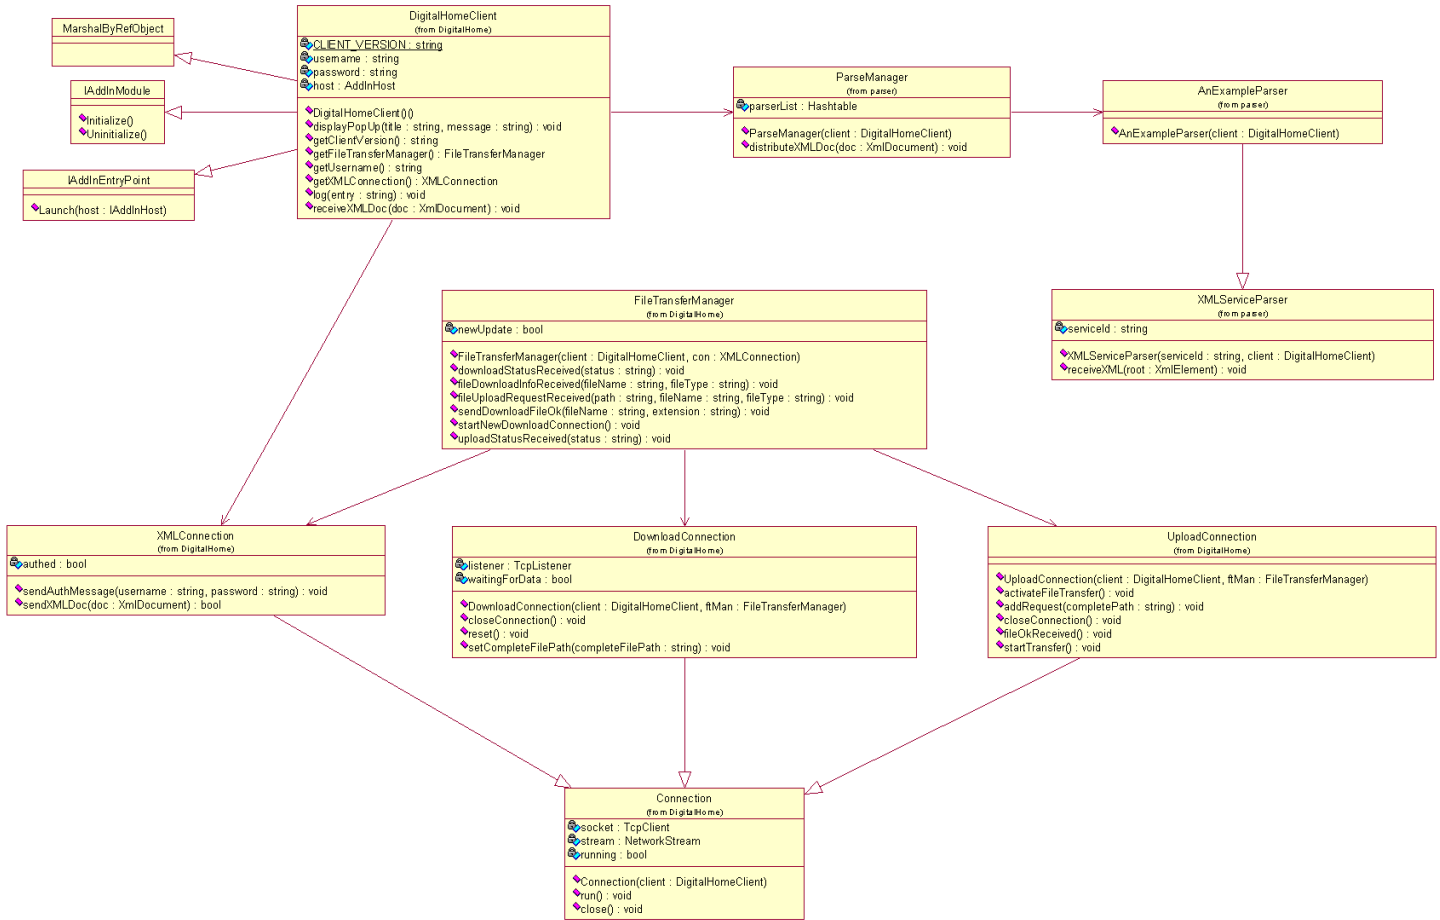 MarshalByRefObject
IAddInModule
Initialize()
Uninitialize()
IAddInEntryPoint
Launch(host : IAddInHost)
DigitalHomeClient
(from DigitalHome)
CLIENT_VERSION : string
username : string
password : string
host : AddInHost
DigitalHomeClient()()
displayPopUp(title : string, message : string) : void
getClientVersion() : string
getFileTransferManager() : FileTransferManager
getUsername() : string
getXMLConnection() : XMLConnection
log(entry : string) : void
receiveXMLDoc(doc : XmlDocument) : void
ParseManager
(from parser)
parserList : Hashtable
ParseManager(client : DigitalHomeClient)
distributeXMLDoc(doc : XmlDocument) : void
AnExampleParser
(from parser)
AnExampleParser(client : DigitalHomeClient)
XMLServiceParser
(from parser)
serviceId : string
XMLServiceParser(serviceId : string, client : DigitalHomeClient)
receiveXML(root : XmlElement) : void
FileTransferManager
(from DigitalHome)
newUpdate : bool
FileTransferManager(client : DigitalHomeClient, con : XMLConnection)
downloadStatusReceived(status : string) : void
fileDownloadInfoReceived(fileName : string, fileType : string) : void
fileUploadRequestReceived(path : string, fileName : string, fileType : string) : void
sendDownloadFileOk(fileName : string, extension : string) : void
startNewDownloadConnection() : void
uploadStatusReceived(status : string) : void
XMLConnection
(from DigitalHome)
authed : bool
sendAuthMessage(username : string, password : string) : void
sendXMLDoc(doc : XmlDocument) : bool
DownloadConnection
(from DigitalHome)
listener : TcpListener
waitingForData : bool
DownloadConnection(client : DigitalHomeClient, ftMan : FileTransferManager)
closeConnection() : void
reset() : void
setCompleteFilePath(completeFilePath : string) : void
UploadConnection
(from DigitalHome)
UploadConnection(client : DigitalHomeClient, ftMan : FileTransferManager)
activateFileTransfer() : void
addRequest(completePath : string) : void
closeConnection() : void
fileOkReceived() : void
startTransfer() : void
Connection
(from DigitalHome)
socket : TcpClient
stream : NetworkStream
running : bool
Connection(client : DigitalHomeClient)
run() : void
close() : void